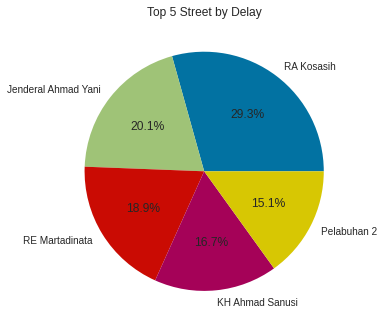 Top 5 Street by Delay
RA Kosasih
29.3%
Jenderal Ahmad Yani
20.1%
RE Martadinata
18.9%
KH Ahmad Sanusi
16.7%
Pelabuhan 2
15.1%